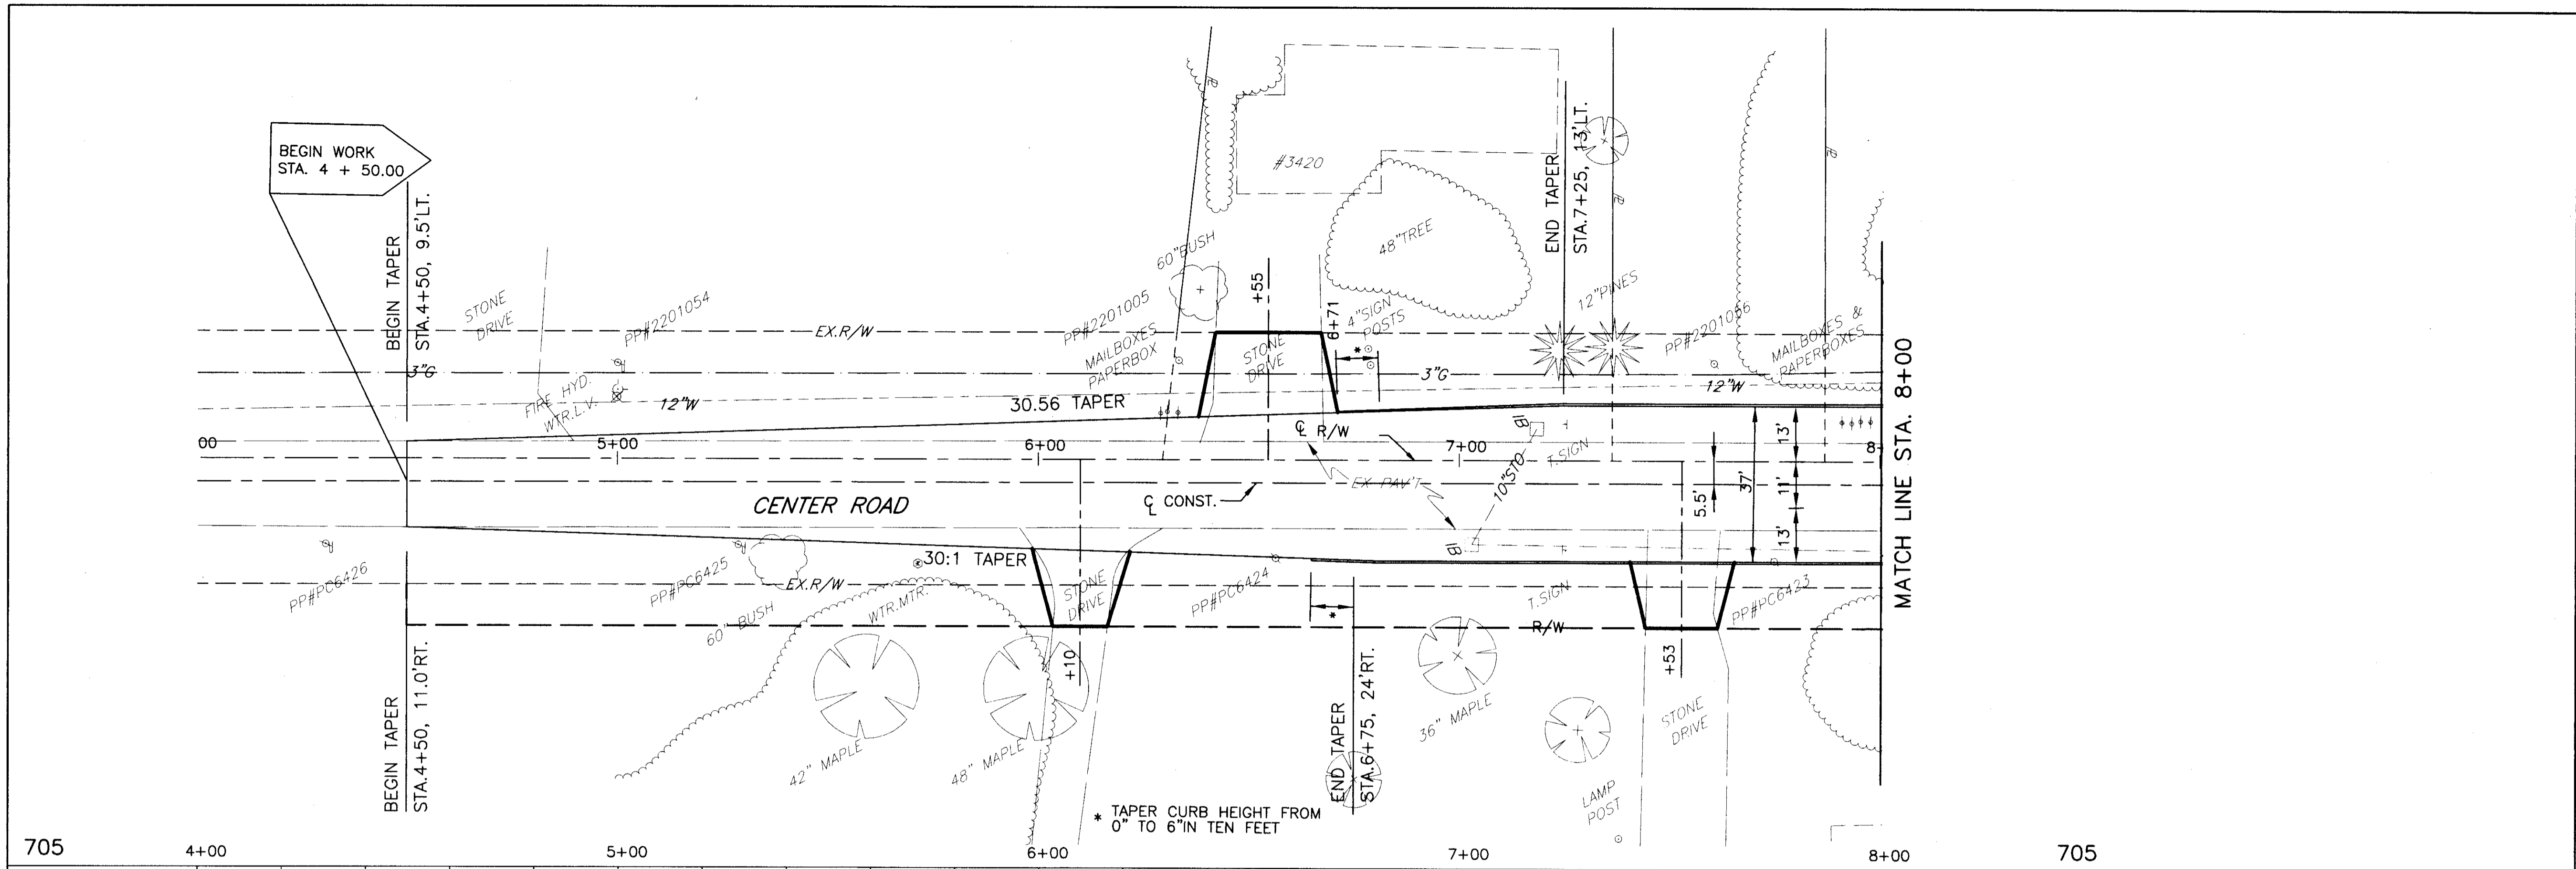 BEGIN WORK
STA. 4 + 50.00
BEGIN TAPER
STA.4+50, 9.5'LT.
STONE
DRIVE
PP#2201054
EX.R/W
3"G
FIRE HYD.
WTR.L.V.
12"W
PP#2201005
MAILBOXES
PAPERBOX
60"BUSH
30.56 TAPER
+55
STONE
DRIVE
6+71
*
4"SIGN
POSTS
#3420
48"TREE
END TAPER
STA.7+25, 13'LT.
12"PINES
3"G
PP#2201056
MAILBOXES &
PAPERBOXES
12"W
MATCH LINE STA. 8+00
00
5+00
6+00
℄ R/W
7+00
8
IB
T.SIGN
10"STO
EX PAV'T
CENTER ROAD
℄ CONST.
5.5'
37'
13'
11'
13'
IB
PP#PC6426
PP#PC6425
60" BUSH
EX.R/W
WTR.MTR.
30:1 TAPER
STONE
DRIVE
PP#PC6424
*
T.SIGN
R/W
PP#PC6423
+10
+53
BEGIN TAPER
STA.4+50, 11.0'RT.
42" MAPLE
48" MAPLE
END TAPER
STA.6+75, 24'RT.
36" MAPLE
STONE
DRIVE
LAMP
POST
* TAPER CURB HEIGHT FROM
0" TO 6"IN TEN FEET
705
4+00
5+00
6+00
7+00
8+00
705